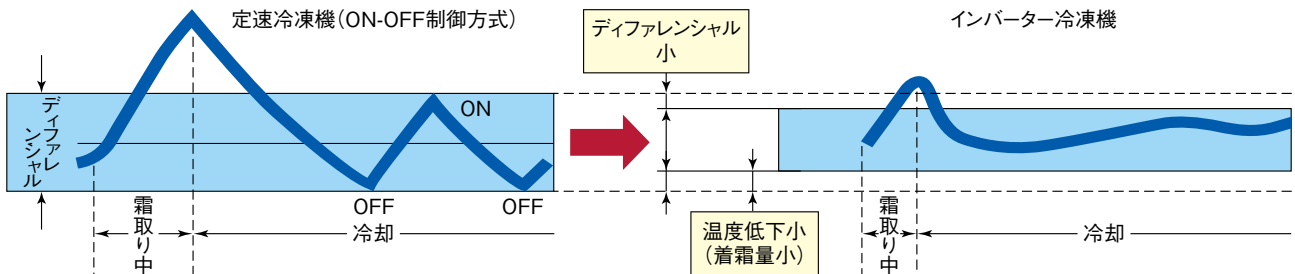 定速冷凍機(ON-OFF制御方式)
ディファレンシャル
小
インバーター冷凍機
ディファレ
ンシャル
ON
OFF
OFF
霜取り中
冷却
温度低下小
(着霜量小)
霜取り中
冷却